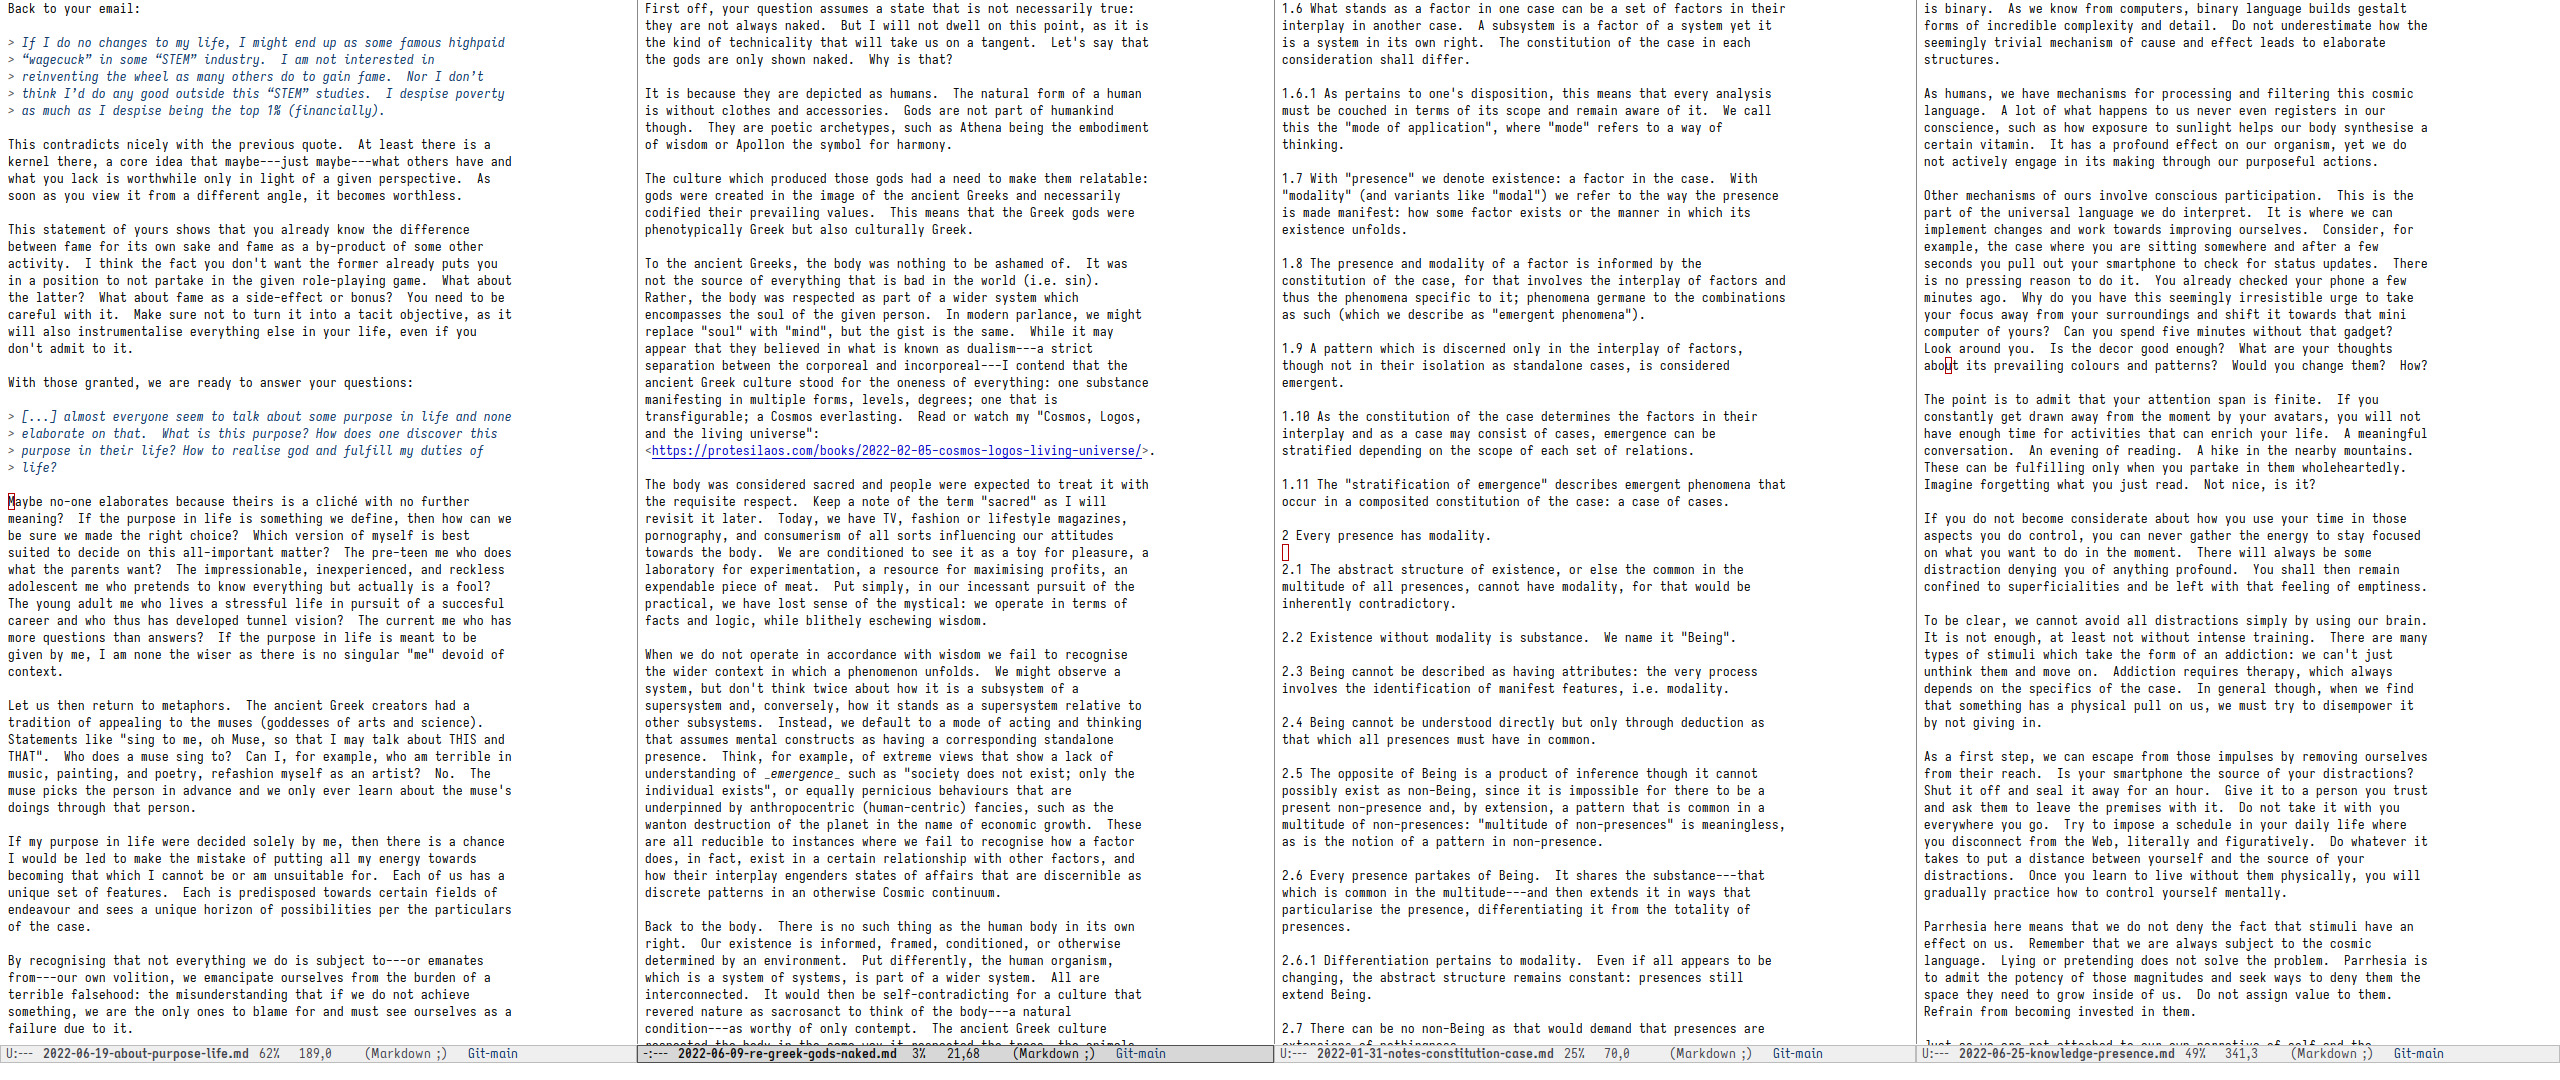 Back to your email:

> If I do no changes to my life, I might end up as some famous highpaid
> “wagecuck” in some “STEM” industry.  I am not interested in
> reinventing the wheel as many others do to gain fame.  Nor I don’t
> think I’d do any good outside this “STEM” studies.  I despise poverty
> as much as I despise being the top 1% (financially).

This contradicts nicely with the previous quote.  At least there is a
kernel there, a core idea that maybe---just maybe---what others have and
what you lack is worthwhile only in light of a given perspective.  As
soon as you view it from a different angle, it becomes worthless.

This statement of yours shows that you already know the difference
between fame for its own sake and fame as a by-product of some other
activity.  I think the fact you don't want the former already puts you
in a position to not partake in the given role-playing game.  What about
the latter?  What about fame as a side-effect or bonus?  You need to be
careful with it.  Make sure not to turn it into a tacit objective, as it
will also instrumentalise everything else in your life, even if you
don't admit to it.

With those granted, we are ready to answer your questions:

> [...] almost everyone seem to talk about some purpose in life and none
> elaborate on that.  What is this purpose? How does one discover this
> purpose in their life? How to realise god and fulfill my duties of
> life?

Maybe no-one elaborates because theirs is a cliché with no further
meaning?  If the purpose in life is something we define, then how can we
be sure we made the right choice?  Which version of myself is best
suited to decide on this all-important matter?  The pre-teen me who does
what the parents want?  The impressionable, inexperienced, and reckless
adolescent me who pretends to know everything but actually is a fool?
The young adult me who lives a stressful life in pursuit of a succesful
career and who thus has developed tunnel vision?  The current me who has
more questions than answers?  If the purpose in life is meant to be
given by me, I am none the wiser as there is no singular "me" devoid of
context.

Let us then return to metaphors.  The ancient Greek creators had a
tradition of appealing to the muses (goddesses of arts and science).
Statements like "sing to me, oh Muse, so that I may talk about THIS and
THAT".  Who does a muse sing to?  Can I, for example, who am terrible in
music, painting, and poetry, refashion myself as an artist?  No.  The
muse picks the person in advance and we only ever learn about the muse's
doings through that person.

If my purpose in life were decided solely by me, then there is a chance
I would be led to make the mistake of putting all my energy towards
becoming that which I cannot be or am unsuitable for.  Each of us has a
unique set of features.  Each is predisposed towards certain fields of
endeavour and sees a unique horizon of possibilities per the particulars
of the case.

By recognising that not everything we do is subject to---or emanates
from---our own volition, we emancipate ourselves from the burden of a
terrible falsehood: the misunderstanding that if we do not achieve
something, we are the only ones to blame for and must see ourselves as a
failure due to it.
U:---  2022-06-19-about-purpose-life.md  62%   189,0     (Markdown ;)   Git-main

First off, your question assumes a state that is not necessarily true:
they are not always naked.  But I will not dwell on this point, as it is
the kind of technicality that will take us on a tangent.  Let's say that
the gods are only shown naked.  Why is that?

It is because they are depicted as humans.  The natural form of a human
is without clothes and accessories.  Gods are not part of humankind
though.  They are poetic archetypes, such as Athena being the embodiment
of wisdom or Apollon the symbol for harmony.

The culture which produced those gods had a need to make them relatable:
gods were created in the image of the ancient Greeks and necessarily
codified their prevailing values.  This means that the Greek gods were
phenotypically Greek but also culturally Greek.

To the ancient Greeks, the body was nothing to be ashamed of.  It was
not the source of everything that is bad in the world (i.e. sin).
Rather, the body was respected as part of a wider system which
encompasses the soul of the given person.  In modern parlance, we might
replace "soul" with "mind", but the gist is the same.  While it may
appear that they believed in what is known as dualism---a strict
separation between the corporeal and incorporeal---I contend that the
ancient Greek culture stood for the oneness of everything: one substance
manifesting in multiple forms, levels, degrees; one that is
transfigurable; a Cosmos everlasting.  Read or watch my "Cosmos, Logos,
and the living universe":
<https://protesilaos.com/books/2022-02-05-cosmos-logos-living-universe/>.

The body was considered sacred and people were expected to treat it with
the requisite respect.  Keep a note of the term "sacred" as I will
revisit it later.  Today, we have TV, fashion or lifestyle magazines,
pornography, and consumerism of all sorts influencing our attitudes
towards the body.  We are conditioned to see it as a toy for pleasure, a
laboratory for experimentation, a resource for maximising profits, an
expendable piece of meat.  Put simply, in our incessant pursuit of the
practical, we have lost sense of the mystical: we operate in terms of
facts and logic, while blithely eschewing wisdom.

When we do not operate in accordance with wisdom we fail to recognise
the wider context in which a phenomenon unfolds.  We might observe a
system, but don't think twice about how it is a subsystem of a
supersystem and, conversely, how it stands as a supersystem relative to
other subsystems.  Instead, we default to a mode of acting and thinking
that assumes mental constructs as having a corresponding standalone
presence.  Think, for example, of extreme views that show a lack of
understanding of _emergence_ such as "society does not exist; only the
individual exists", or equally pernicious behaviours that are
underpinned by anthropocentric (human-centric) fancies, such as the
wanton destruction of the planet in the name of economic growth.  These
are all reducible to instances where we fail to recognise how a factor
does, in fact, exist in a certain relationship with other factors, and
how their interplay engenders states of affairs that are discernible as
discrete patterns in an otherwise Cosmic continuum.

Back to the body.  There is no such thing as the human body in its own
right.  Our existence is informed, framed, conditioned, or otherwise
determined by an environment.  Put differently, the human organism,
which is a system of systems, is part of a wider system.  All are
interconnected.  It would then be self-contradicting for a culture that
revered nature as sacrosanct to think of the body---a natural
condition---as worthy of only contempt.  The ancient Greek culture
respected the body in the same way it respected the trees, the animals
-:---  2022-06-09-re-greek-gods-naked.md  3%   21,68     (Markdown ;)   Git-main

1.6 What stands as a factor in one case can be a set of factors in their
interplay in another case.  A subsystem is a factor of a system yet it
is a system in its own right.  The constitution of the case in each
consideration shall differ.

1.6.1 As pertains to one's disposition, this means that every analysis
must be couched in terms of its scope and remain aware of it.  We call
this the "mode of application", where "mode" refers to a way of
thinking.

1.7 With "presence" we denote existence: a factor in the case.  With
"modality" (and variants like "modal") we refer to the way the presence
is made manifest: how some factor exists or the manner in which its
existence unfolds.

1.8 The presence and modality of a factor is informed by the
constitution of the case, for that involves the interplay of factors and
thus the phenomena specific to it; phenomena germane to the combinations
as such (which we describe as "emergent phenomena").

1.9 A pattern which is discerned only in the interplay of factors,
though not in their isolation as standalone cases, is considered
emergent.

1.10 As the constitution of the case determines the factors in their
interplay and as a case may consist of cases, emergence can be
stratified depending on the scope of each set of relations.

1.11 The "stratification of emergence" describes emergent phenomena that
occur in a composited constitution of the case: a case of cases.

2 Every presence has modality.

2.1 The abstract structure of existence, or else the common in the
multitude of all presences, cannot have modality, for that would be
inherently contradictory.

2.2 Existence without modality is substance.  We name it "Being".

2.3 Being cannot be described as having attributes: the very process
involves the identification of manifest features, i.e. modality.

2.4 Being cannot be understood directly but only through deduction as
that which all presences must have in common.

2.5 The opposite of Being is a product of inference though it cannot
possibly exist as non-Being, since it is impossible for there to be a
present non-presence and, by extension, a pattern that is common in a
multitude of non-presences: "multitude of non-presences" is meaningless,
as is the notion of a pattern in non-presence.

2.6 Every presence partakes of Being.  It shares the substance---that
which is common in the multitude---and then extends it in ways that
particularise the presence, differentiating it from the totality of
presences.

2.6.1 Differentiation pertains to modality.  Even if all appears to be
changing, the abstract structure remains constant: presences still
extend Being.

2.7 There can be no non-Being as that would demand that presences are
extensions of nothingness.
U:---  2022-01-31-notes-constitution-case.md  25%   70,0      (Markdown ;)   Git-main

is binary.  As we know from computers, binary language builds gestalt
forms of incredible complexity and detail.  Do not underestimate how the
seemingly trivial mechanism of cause and effect leads to elaborate
structures.

As humans, we have mechanisms for processing and filtering this cosmic
language.  A lot of what happens to us never even registers in our
conscience, such as how exposure to sunlight helps our body synthesise a
certain vitamin.  It has a profound effect on our organism, yet we do
not actively engage in its making through our purposeful actions.

Other mechanisms of ours involve conscious participation.  This is the
part of the universal language we do interpret.  It is where we can
implement changes and work towards improving ourselves.  Consider, for
example, the case where you are sitting somewhere and after a few
seconds you pull out your smartphone to check for status updates.  There
is no pressing reason to do it.  You already checked your phone a few
minutes ago.  Why do you have this seemingly irresistible urge to take
your focus away from your surroundings and shift it towards that mini
computer of yours?  Can you spend five minutes without that gadget?
Look around you.  Is the decor good enough?  What are your thoughts
about its prevailing colours and patterns?  Would you change them?  How?

The point is to admit that your attention span is finite.  If you
constantly get drawn away from the moment by your avatars, you will not
have enough time for activities that can enrich your life.  A meaningful
conversation.  An evening of reading.  A hike in the nearby mountains.
These can be fulfilling only when you partake in them wholeheartedly.
Imagine forgetting what you just read.  Not nice, is it?

If you do not become considerate about how you use your time in those
aspects you do control, you can never gather the energy to stay focused
on what you want to do in the moment.  There will always be some
distraction denying you of anything profound.  You shall then remain
confined to superficialities and be left with that feeling of emptiness.

To be clear, we cannot avoid all distractions simply by using our brain.
It is not enough, at least not without intense training.  There are many
types of stimuli which take the form of an addiction: we can't just
unthink them and move on.  Addiction requires therapy, which always
depends on the specifics of the case.  In general though, when we find
that something has a physical pull on us, we must try to disempower it
by not giving in.

As a first step, we can escape from those impulses by removing ourselves
from their reach.  Is your smartphone the source of your distractions?
Shut it off and seal it away for an hour.  Give it to a person you trust
and ask them to leave the premises with it.  Do not take it with you
everywhere you go.  Try to impose a schedule in your daily life where
you disconnect from the Web, literally and figuratively.  Do whatever it
takes to put a distance between yourself and the source of your
distractions.  Once you learn to live without them physically, you will
gradually practice how to control yourself mentally.

Parrhesia here means that we do not deny the fact that stimuli have an
effect on us.  Remember that we are always subject to the cosmic
language.  Lying or pretending does not solve the problem.  Parrhesia is
to admit the potency of those magnitudes and seek ways to deny them the
space they need to grow inside of us.  Do not assign value to them.
Refrain from becoming invested in them.

Just as we are not attached to our own narrative of self and the
U:---  2022-06-25-knowledge-presence.md  49%   341,3     (Markdown ;)   Git-main